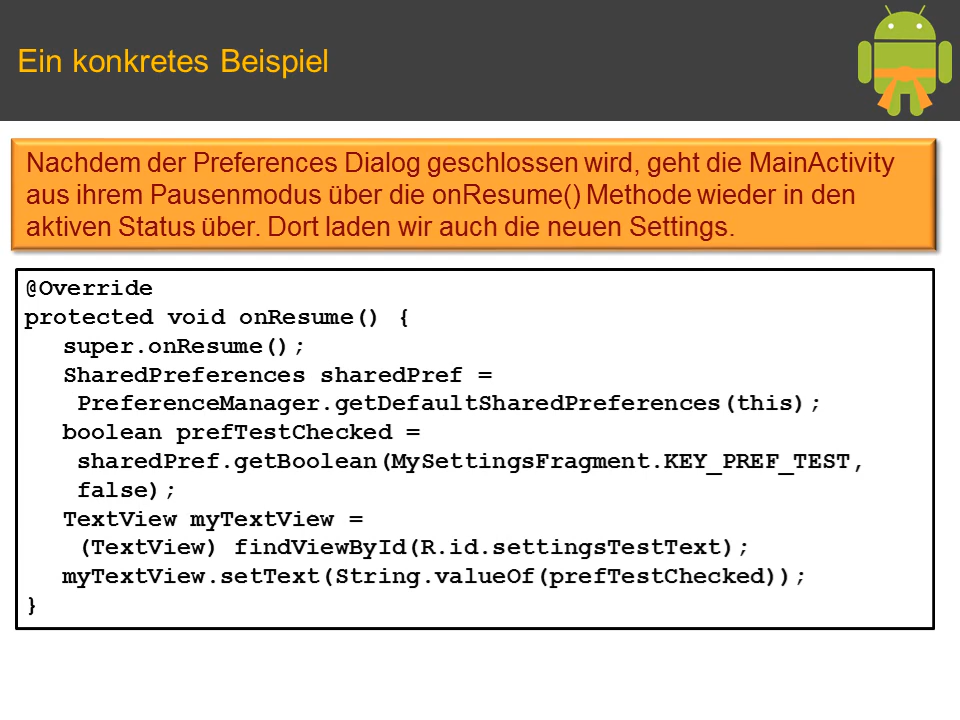 Ein konkretes Beispiel
Nachdem der Preferences Dialog geschlossen wird, geht die MainActivity
aus ihrem Pausenmodus über die onResume() Methode wieder in den
aktiven Status über. Dort laden wir auch die neuen Settings.
@Override
protected void onResume() {
super.onResume();
SharedPreferences sharedPref =
PreferenceManager.getDefaultSharedPreferences(this);
boolean prefTestChecked =
sharedPref.getBoolean(MySettingsFragment.KEY_PREF_TEST,
false);
TextView myTextView =
(TextView) findViewById(R.id.settingsTestText);
myTextView.setText(String.valueOf(prefTestChecked));
}